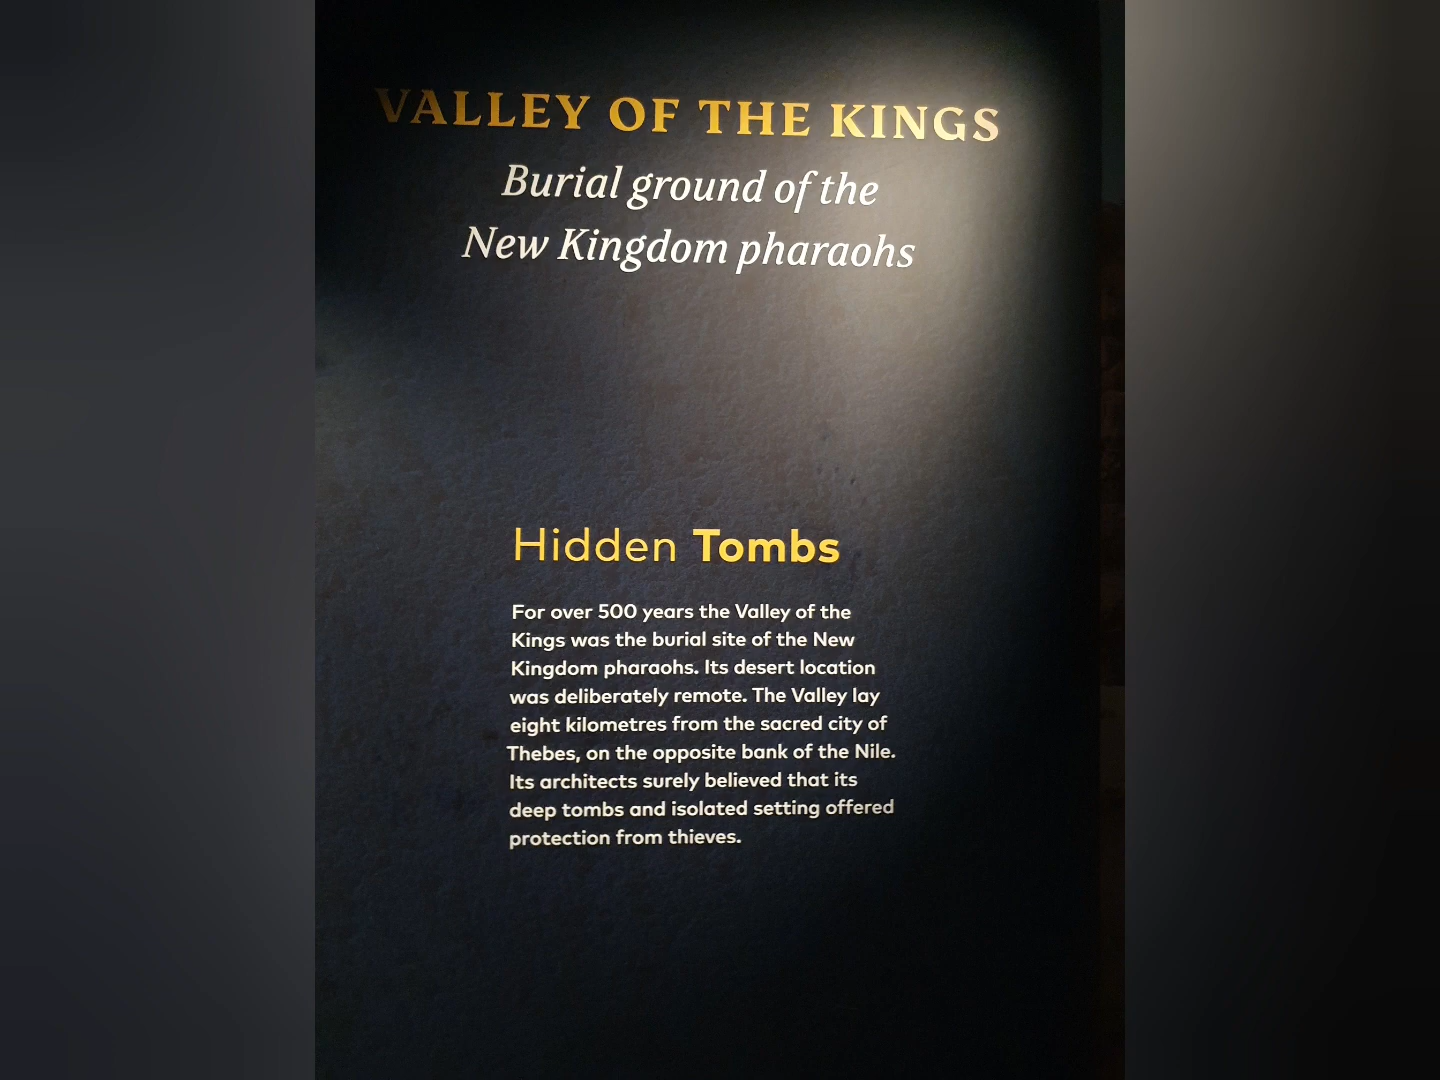 VALLEY OF THE KINGS
Burial ground of the
New Kingdom pharaohs
Hidden Tombs
For over 500 years the Valley of the
Kings was the burial site of the New
Kingdom pharaohs. Its desert location
was deliberately remote. The Valley lay
eight kilometres from the sacred city of
Thebes, on the opposite bank of the Nile.
Its architects surely believed that its
deep tombs and isolated setting offered
protection from thieves.